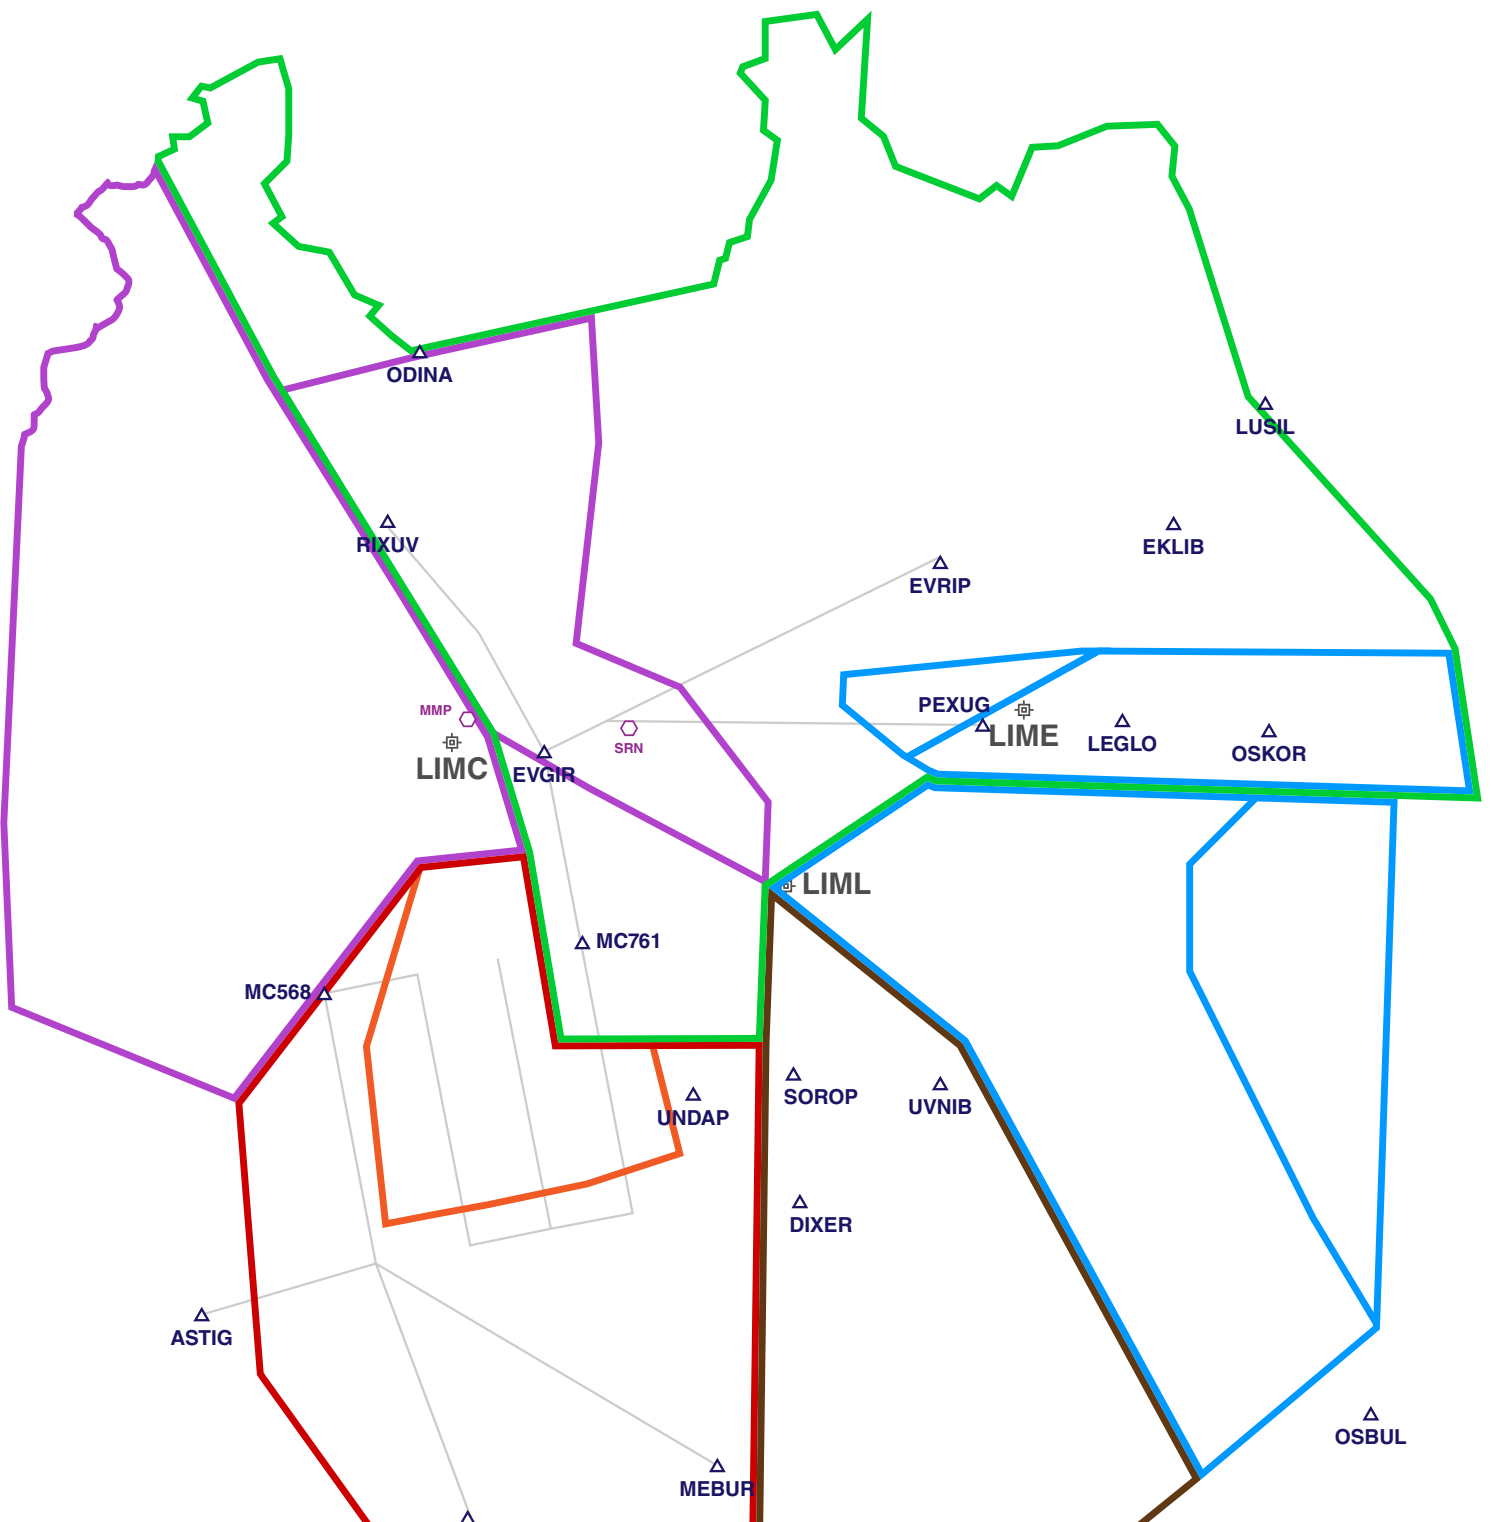 ODINA
LUSIL
RIXUV
EKLIB
EVRIP
MMP
PEXUG
LIME
LEGLO
SRN
OSKOR
LIMC
EVGIR
LIML
MC761
MC568
SOROP
UVNIB
UNDAP
DIXER
ASTIG
OSBUL
MEBUR